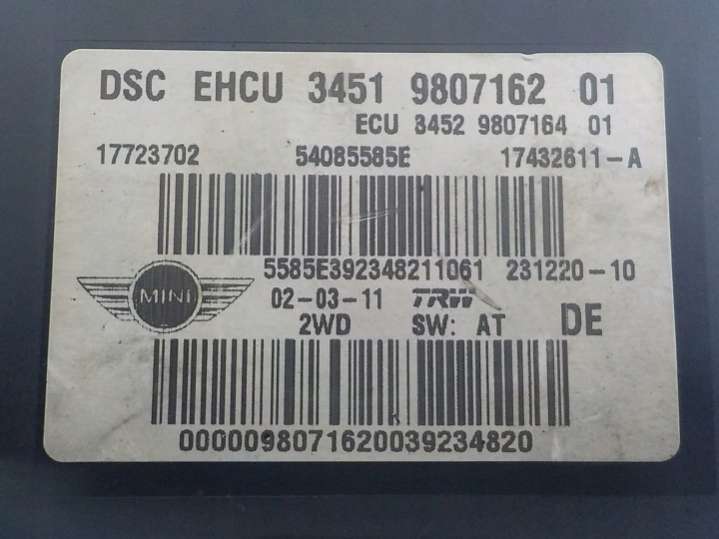 DSC EHCU 3451 9807162 01
ECU 3452 9807164 01
17723702 54085585E 17432611-A
5585E392348211061 231220-10
MINI 02-03-11 TRW
2WD SW: AT DE
0000098071620039234820